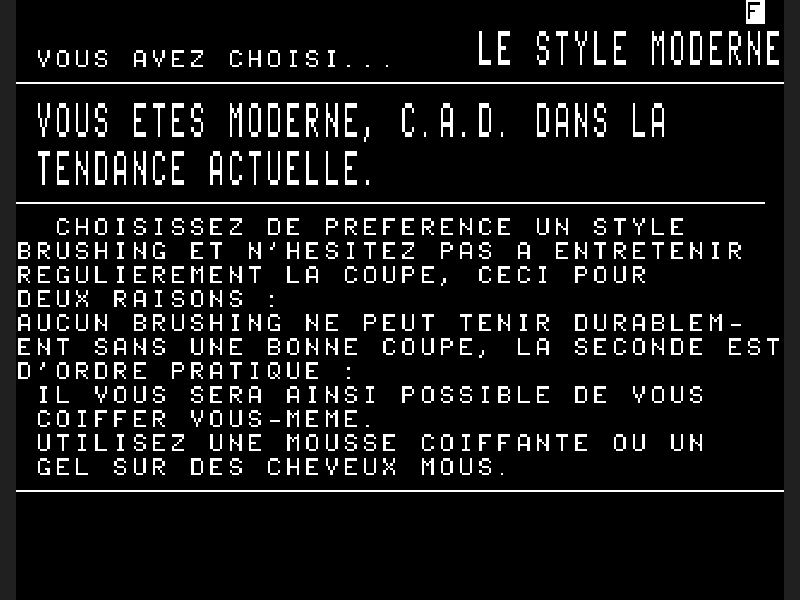 F
VOUS AVEZ CHOISI... LE STYLE MODERNE
VOUS ETES MODERNE, C.A.D. DANS LA
TENDANCE ACTUELLE.
CHOISISSEZ DE PREFERENCE UN STYLE
BRUSHING ET N'HESITEZ PAS A ENTRETENIR
REGULIEREMENT LA COUPE, CECI POUR
DEUX RAISONS :
AUCUN BRUSHING NE PEUT TENIR DURABLEM-
ENT SANS UNE BONNE COUPE, LA SECONDE EST
D'ORDRE PRATIQUE :
IL VOUS SERA AINSI POSSIBLE DE VOUS
COIFFER VOUS-MEME.
UTILISEZ UNE MOUSSE COIFFANTE OU UN
GEL SUR DES CHEVEUX MOUS.